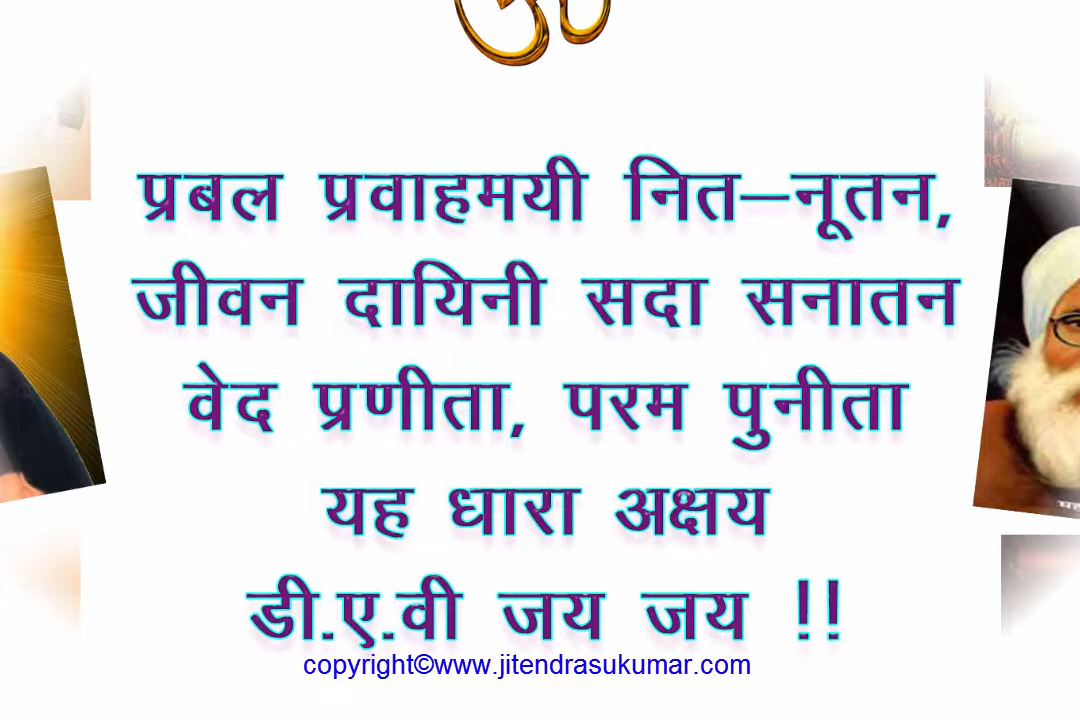 प्रबल प्रवाहमयी नित–नूतन,
जीवन दायिनी सदा सनातन
वेद प्रणीता, परम पुनीता
यह धारा अक्षय
डी.ए.वी जय जय !!
copyright©www.jitendrasukumar.com